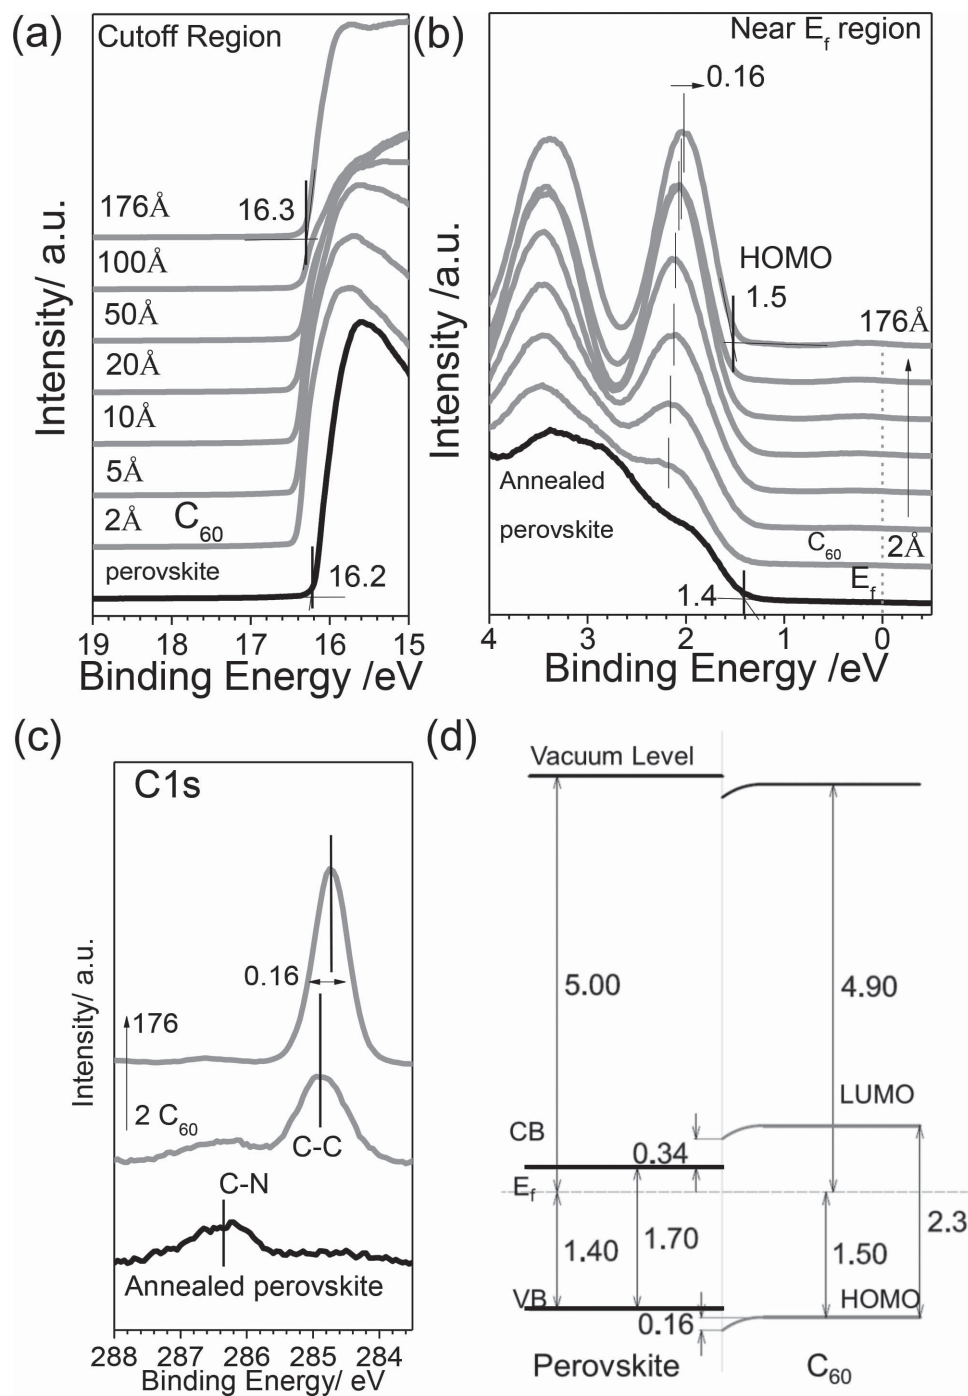 (a)
Cutoff Region
Intensity/ a.u.
176Å
16.3
100Å
50Å
20Å
10Å
5Å
2Å
C60
perovskite
16.2
19 18 17 16 15
Binding Energy /eV
(b)
Near Ef region
0.16
Intensity /a.u.
HOMO
1.5
176Å
Annealed
perovskite
C60
2Å
Ef
1.4
4 3 2 1 0
Binding Energy /eV
(c)
C1s
Intensity/ a.u.
0.16
176
2 C60
C-C
C-N
Annealed perovskite
288 287 286 285 284
Binding Energy/ eV
(d)
Vacuum Level
5.00
4.90
LUMO
CB
0.34
Ef
1.40
1.70
1.50
2.3
VB
HOMO
0.16
Perovskite
C60